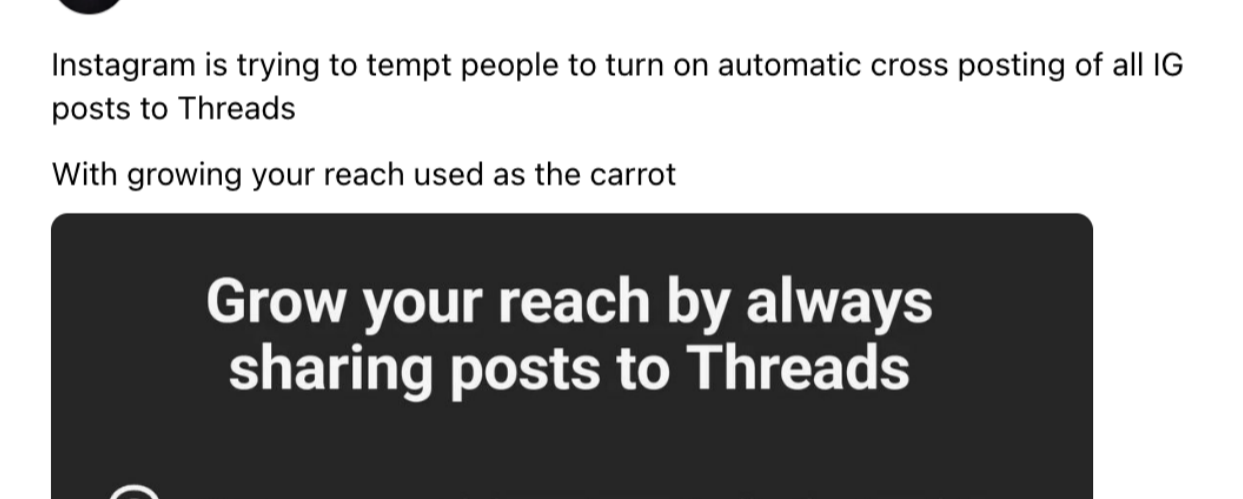 Instagram is trying to tempt people to turn on automatic cross posting of all IG
posts to Threads
With growing your reach used as the carrot
Grow your reach by always
sharing posts to Threads